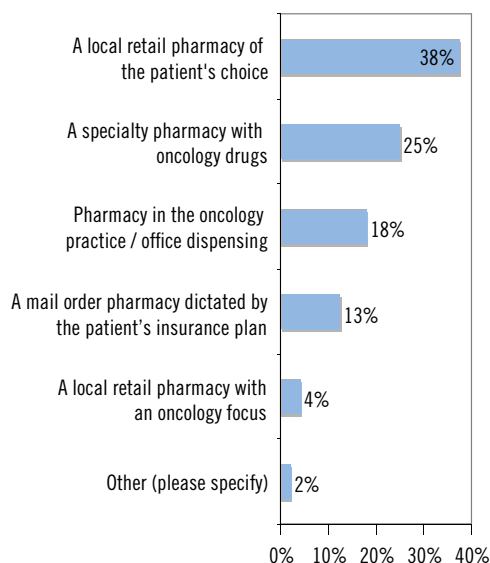 A local retail pharmacy of
the patient's choice
38%
A specialty pharmacy with
oncology drugs
25%
Pharmacy in the oncology
practice / office dispensing
18%
A mail order pharmacy dictated by
the patient’s insurance plan
13%
A local retail pharmacy with
an oncology focus
4%
Other (please specify)
2%
0% 10% 20% 30% 40%